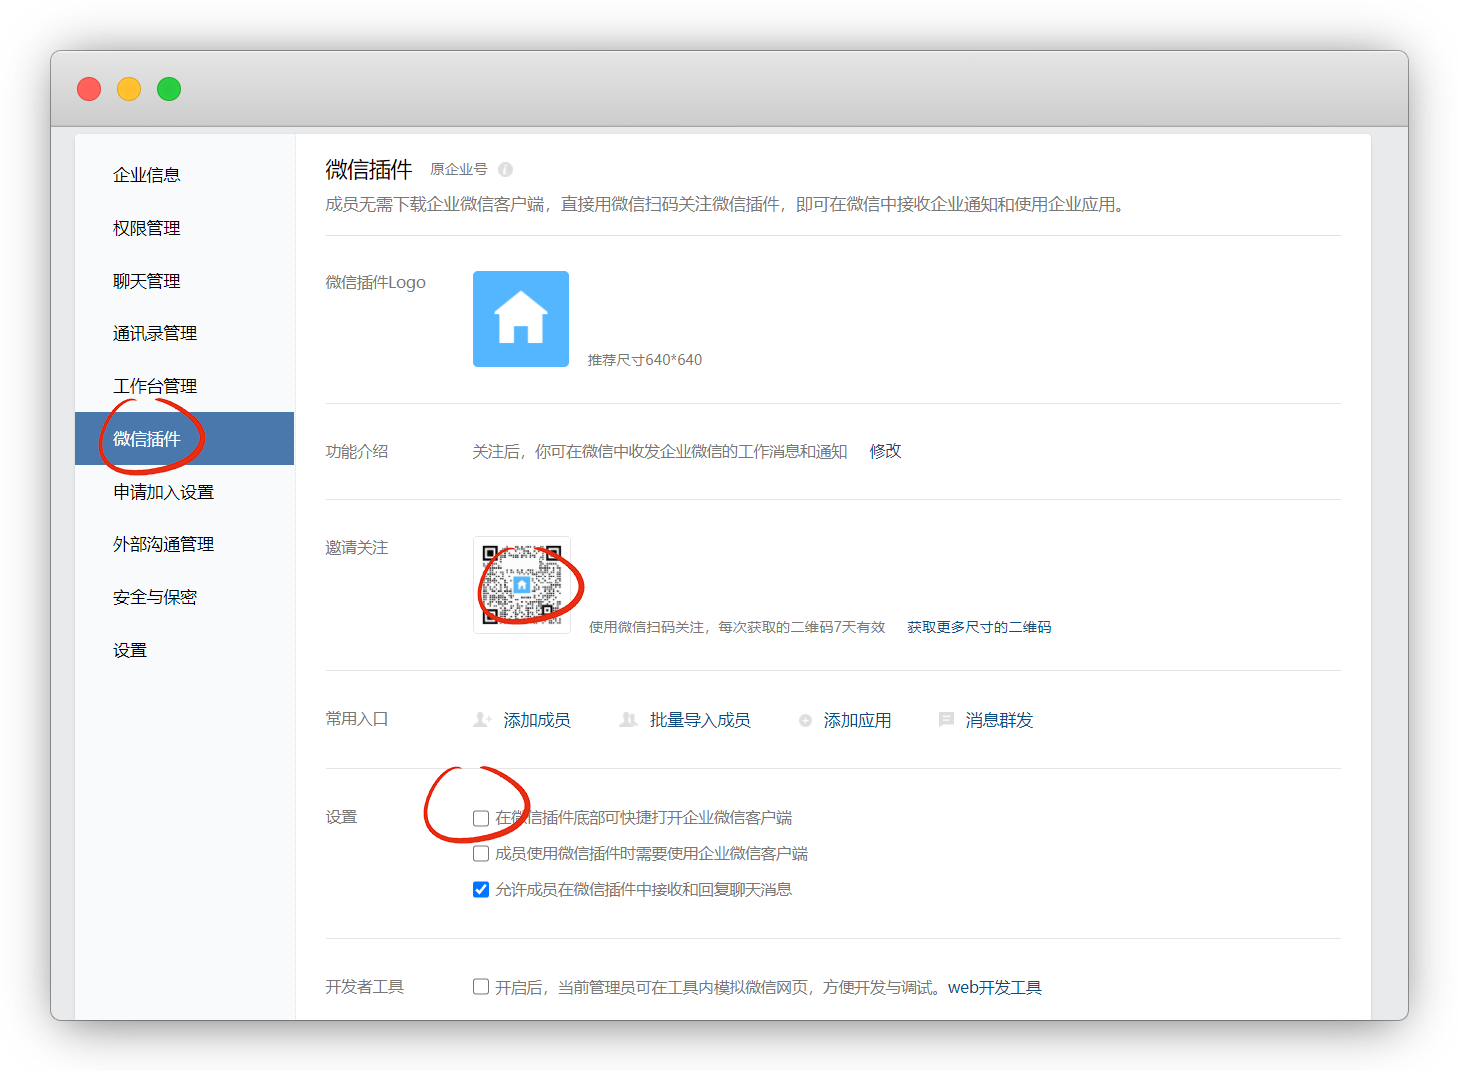 企业信息
权限管理
聊天管理
通讯录管理
工作台管理
微信插件
申请加入设置
外部沟通管理
安全与保密
设置
微信插件 原企业号
成员无需下载企业微信客户端，直接用微信扫码关注微信插件，即可在微信中接收企业通知和使用企业应用。
微信插件Logo
推荐尺寸640*640
功能介绍 关注后，你可在微信中收发企业微信的工作消息和通知 修改
邀请关注
使用微信扫码关注，每次获取的二维码7天有效 获取更多尺寸的二维码
常用入口 添加成员 批量导入成员 添加应用 消息群发
设置 在微信插件底部可快捷打开企业微信客户端
成员使用微信插件时需要使用企业微信客户端
允许成员在微信插件中接收和回复聊天消息
开发者工具 开启后，当前管理员可在工具内模拟微信网页，方便开发与调试。web开发工具